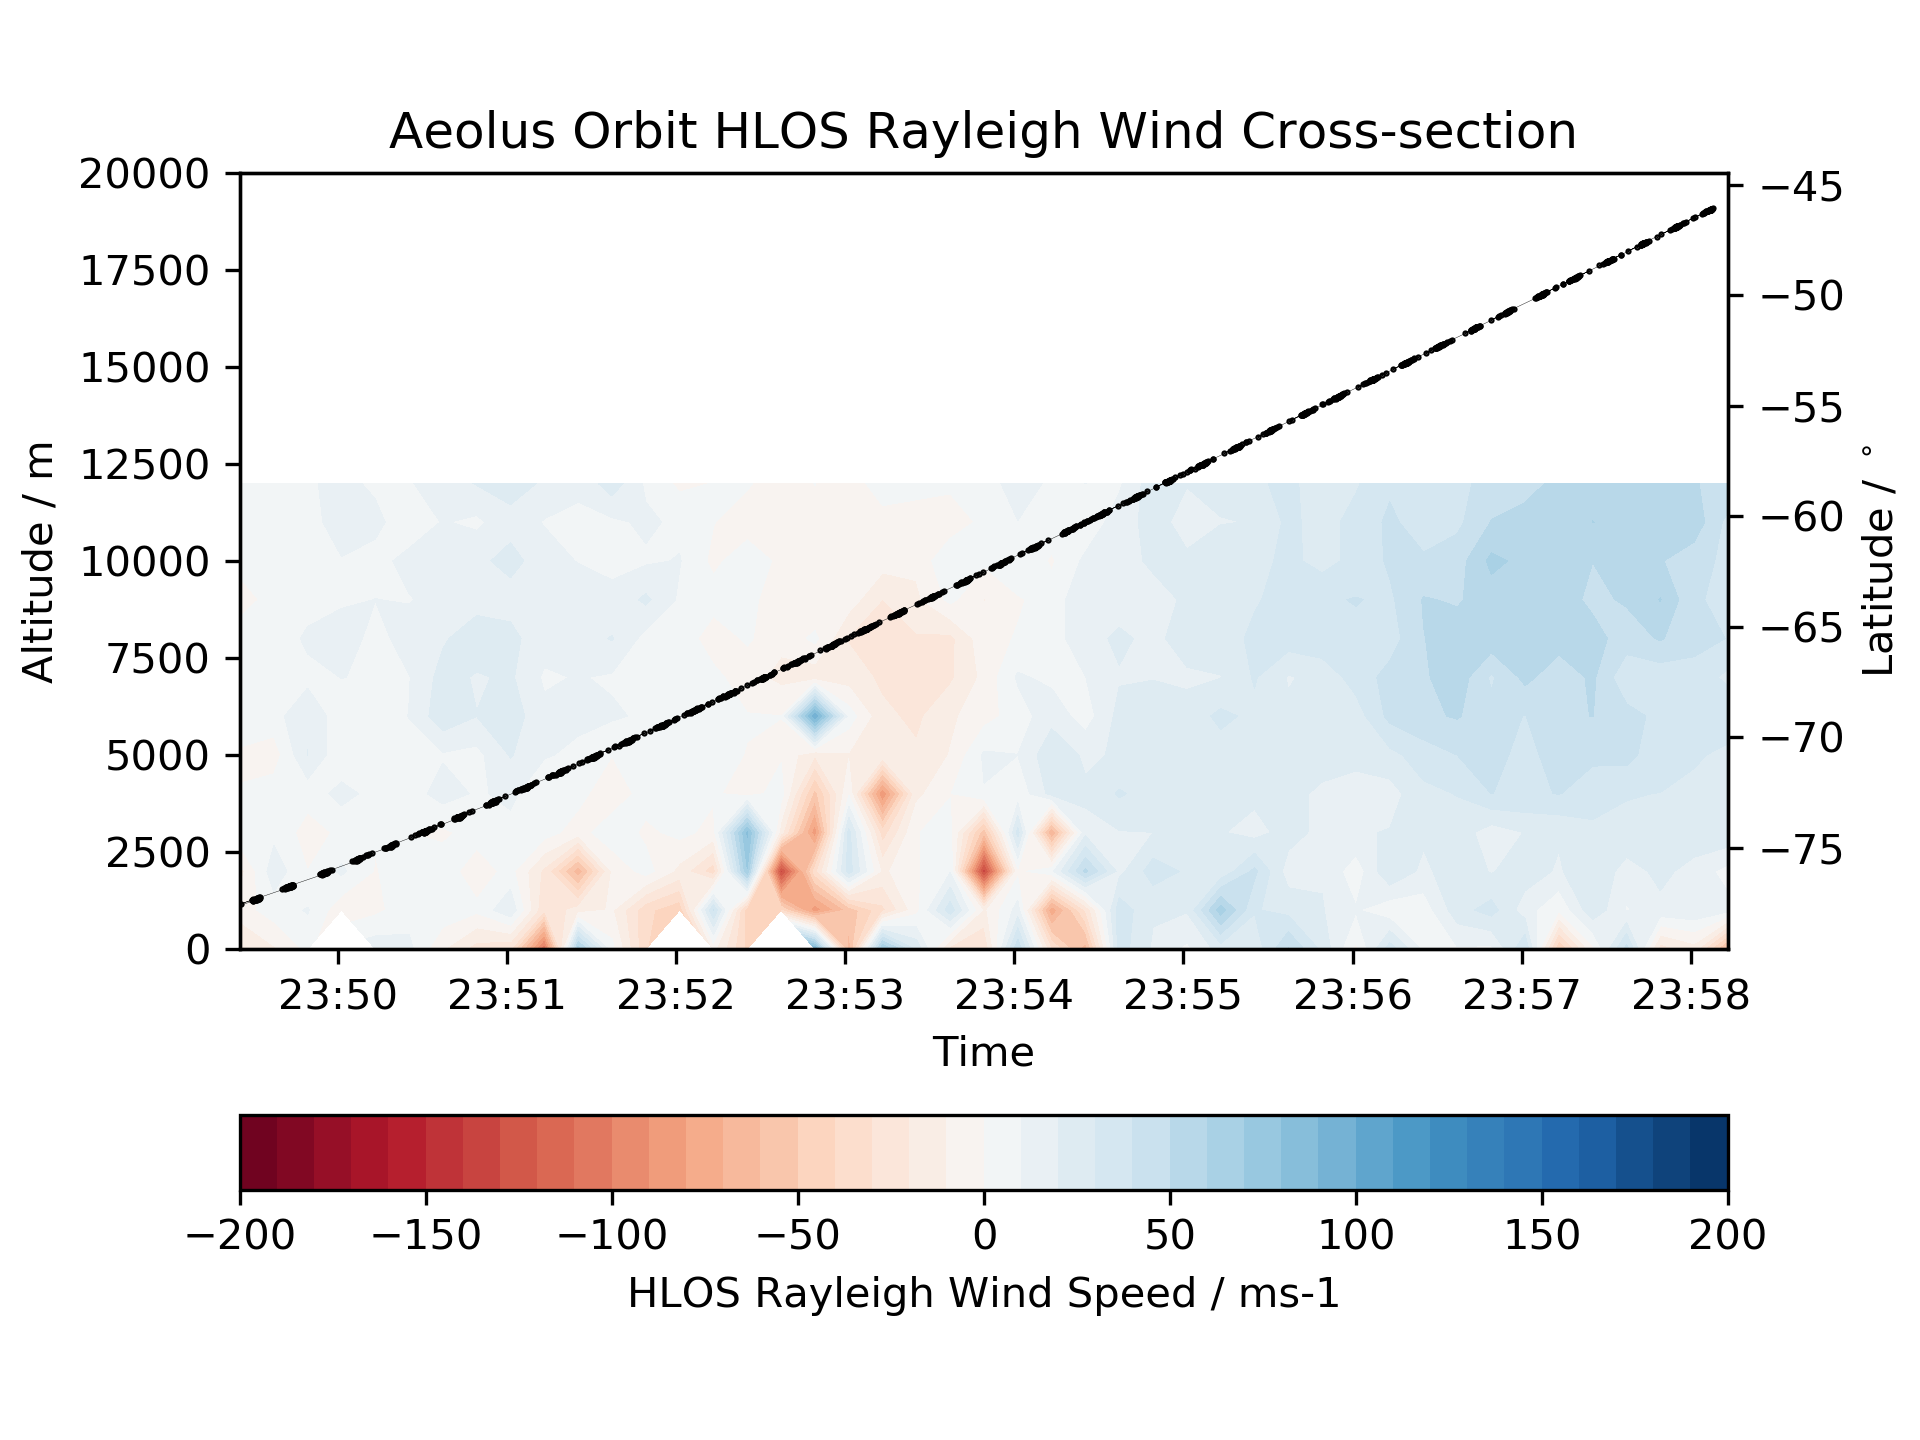 Aeolus Orbit HLOS Rayleigh Wind Cross-section
20000
17500
15000
12500
10000
7500
5000
2500
0
Altitude / m
−45
−50
−55
−60
−65
−70
−75
Latitude / °
23:50 23:51 23:52 23:53 23:54 23:55 23:56 23:57 23:58
Time
−200 −150 −100 −50 0 50 100 150 200
HLOS Rayleigh Wind Speed / ms-1